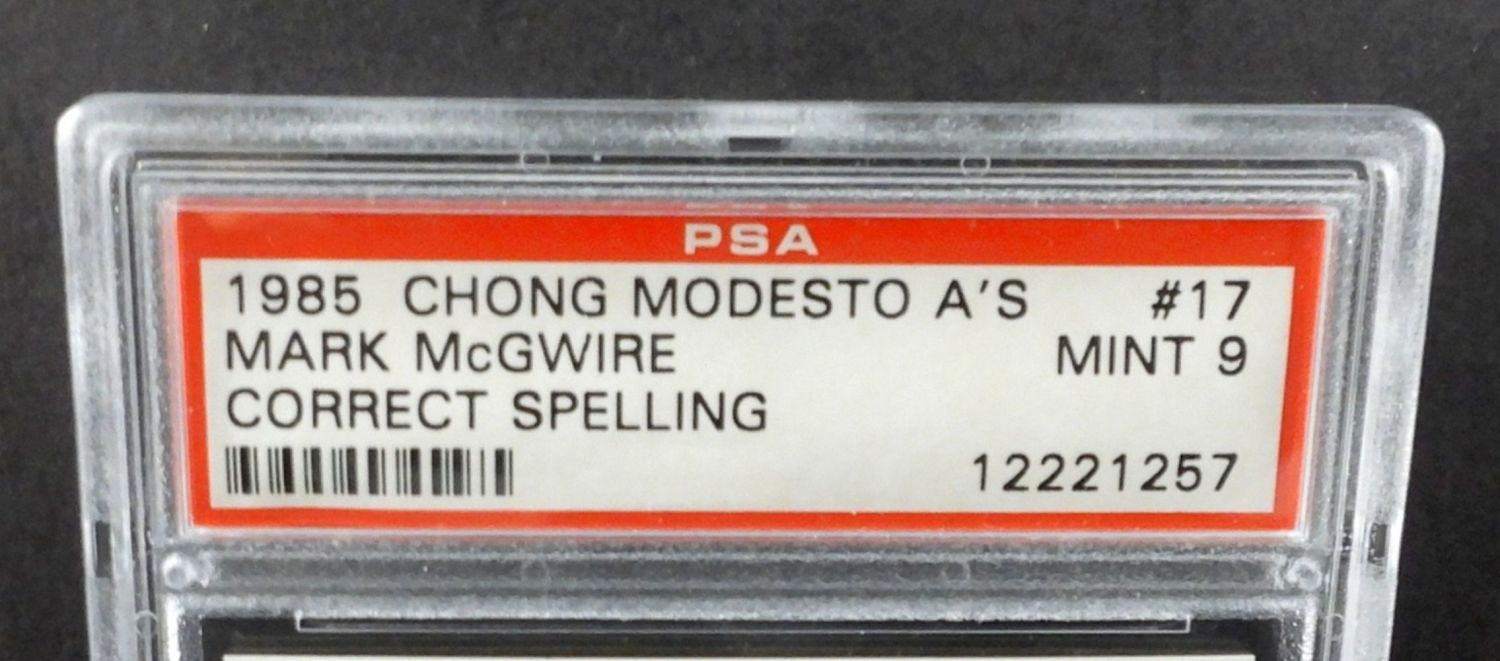 PSA
1985 CHONG MODESTO A'S #17
MARK McGWIRE MINT 9
CORRECT SPELLING
12221257